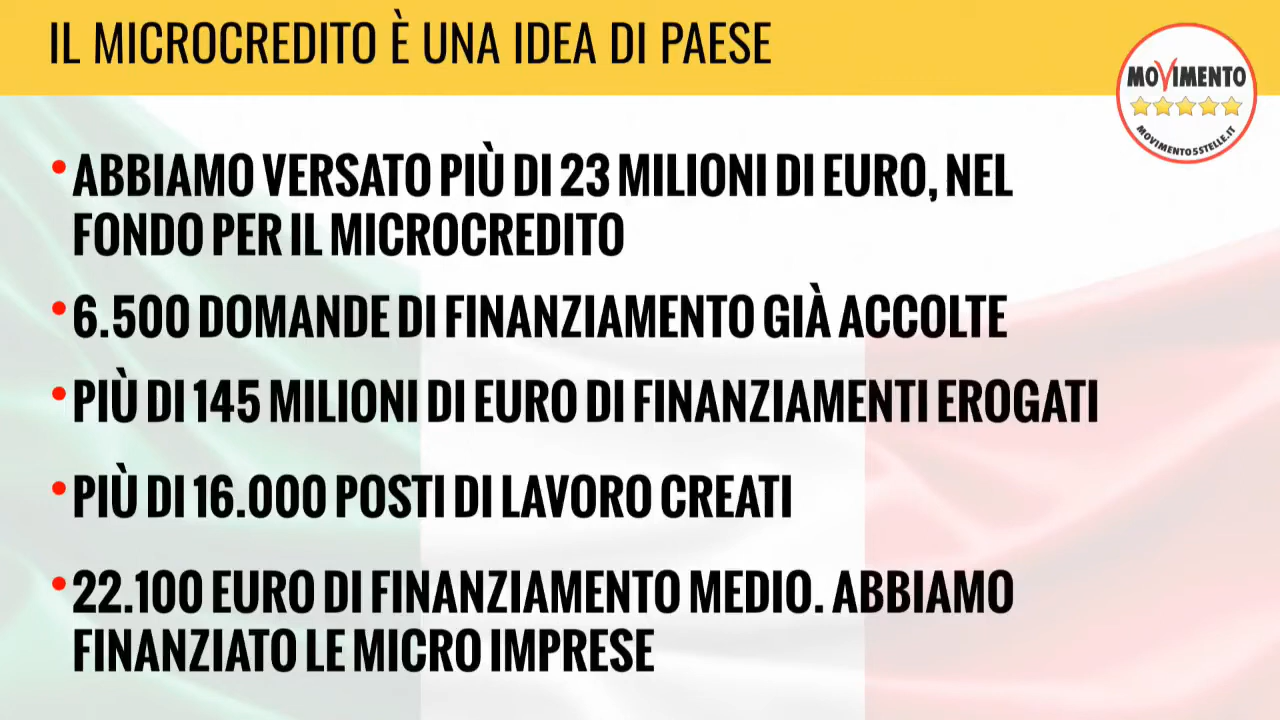 IL MICROCREDITO È UNA IDEA DI PAESE
MOVIMENTO
MOVIMENTO5STELLE.IT
•ABBIAMO VERSATO PIÙ DI 23 MILIONI DI EURO, NEL
FONDO PER IL MICROCREDITO
•6.500 DOMANDE DI FINANZIAMENTO GIÀ ACCOLTE
•PIÙ DI 145 MILIONI DI EURO DI FINANZIAMENTI EROGATI
•PIÙ DI 16.000 POSTI DI LAVORO CREATI
•22.100 EURO DI FINANZIAMENTO MEDIO. ABBIAMO
FINANZIATO LE MICRO IMPRESE